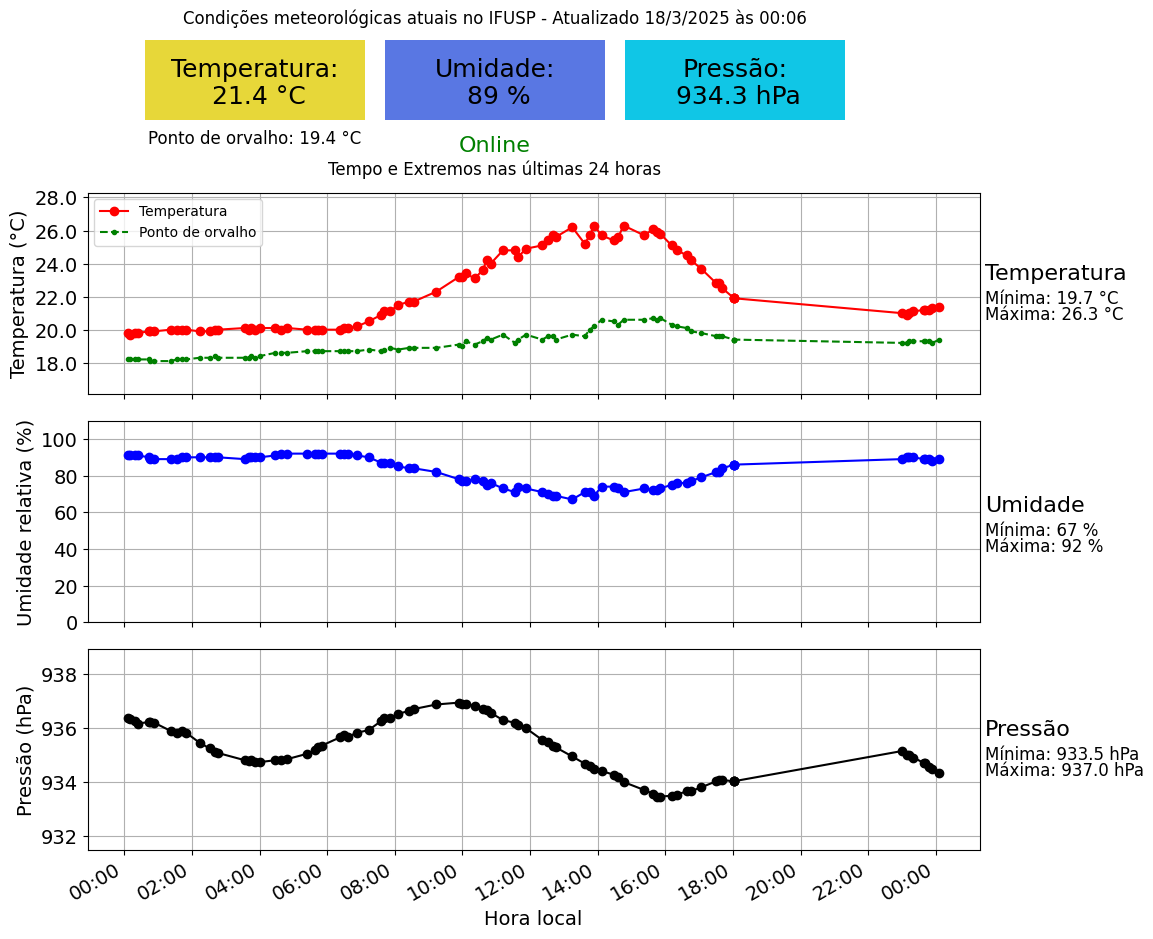 Condições meteorológicas atuais no IFUSP - Atualizado 18/3/2025 às 00:06
Temperatura:
21.4 °C
Umidade:
89 %
Pressão:
934.3 hPa
Ponto de orvalho: 19.4 °C
Online
Tempo e Extremos nas últimas 24 horas
Temperatura (°C)
28.0
26.0
24.0
22.0
20.0
18.0
Temperatura
Ponto de orvalho
Temperatura
Mínima: 19.7 °C
Máxima: 26.3 °C
Umidade relativa (%)
100
80
60
40
20
0
Umidade
Mínima: 67 %
Máxima: 92 %
Pressão (hPa)
938
936
934
932
Pressão
Mínima: 933.5 hPa
Máxima: 937.0 hPa
00:00 02:00 04:00 06:00 08:00 10:00 12:00 14:00 16:00 18:00 20:00 22:00 00:00
Hora local